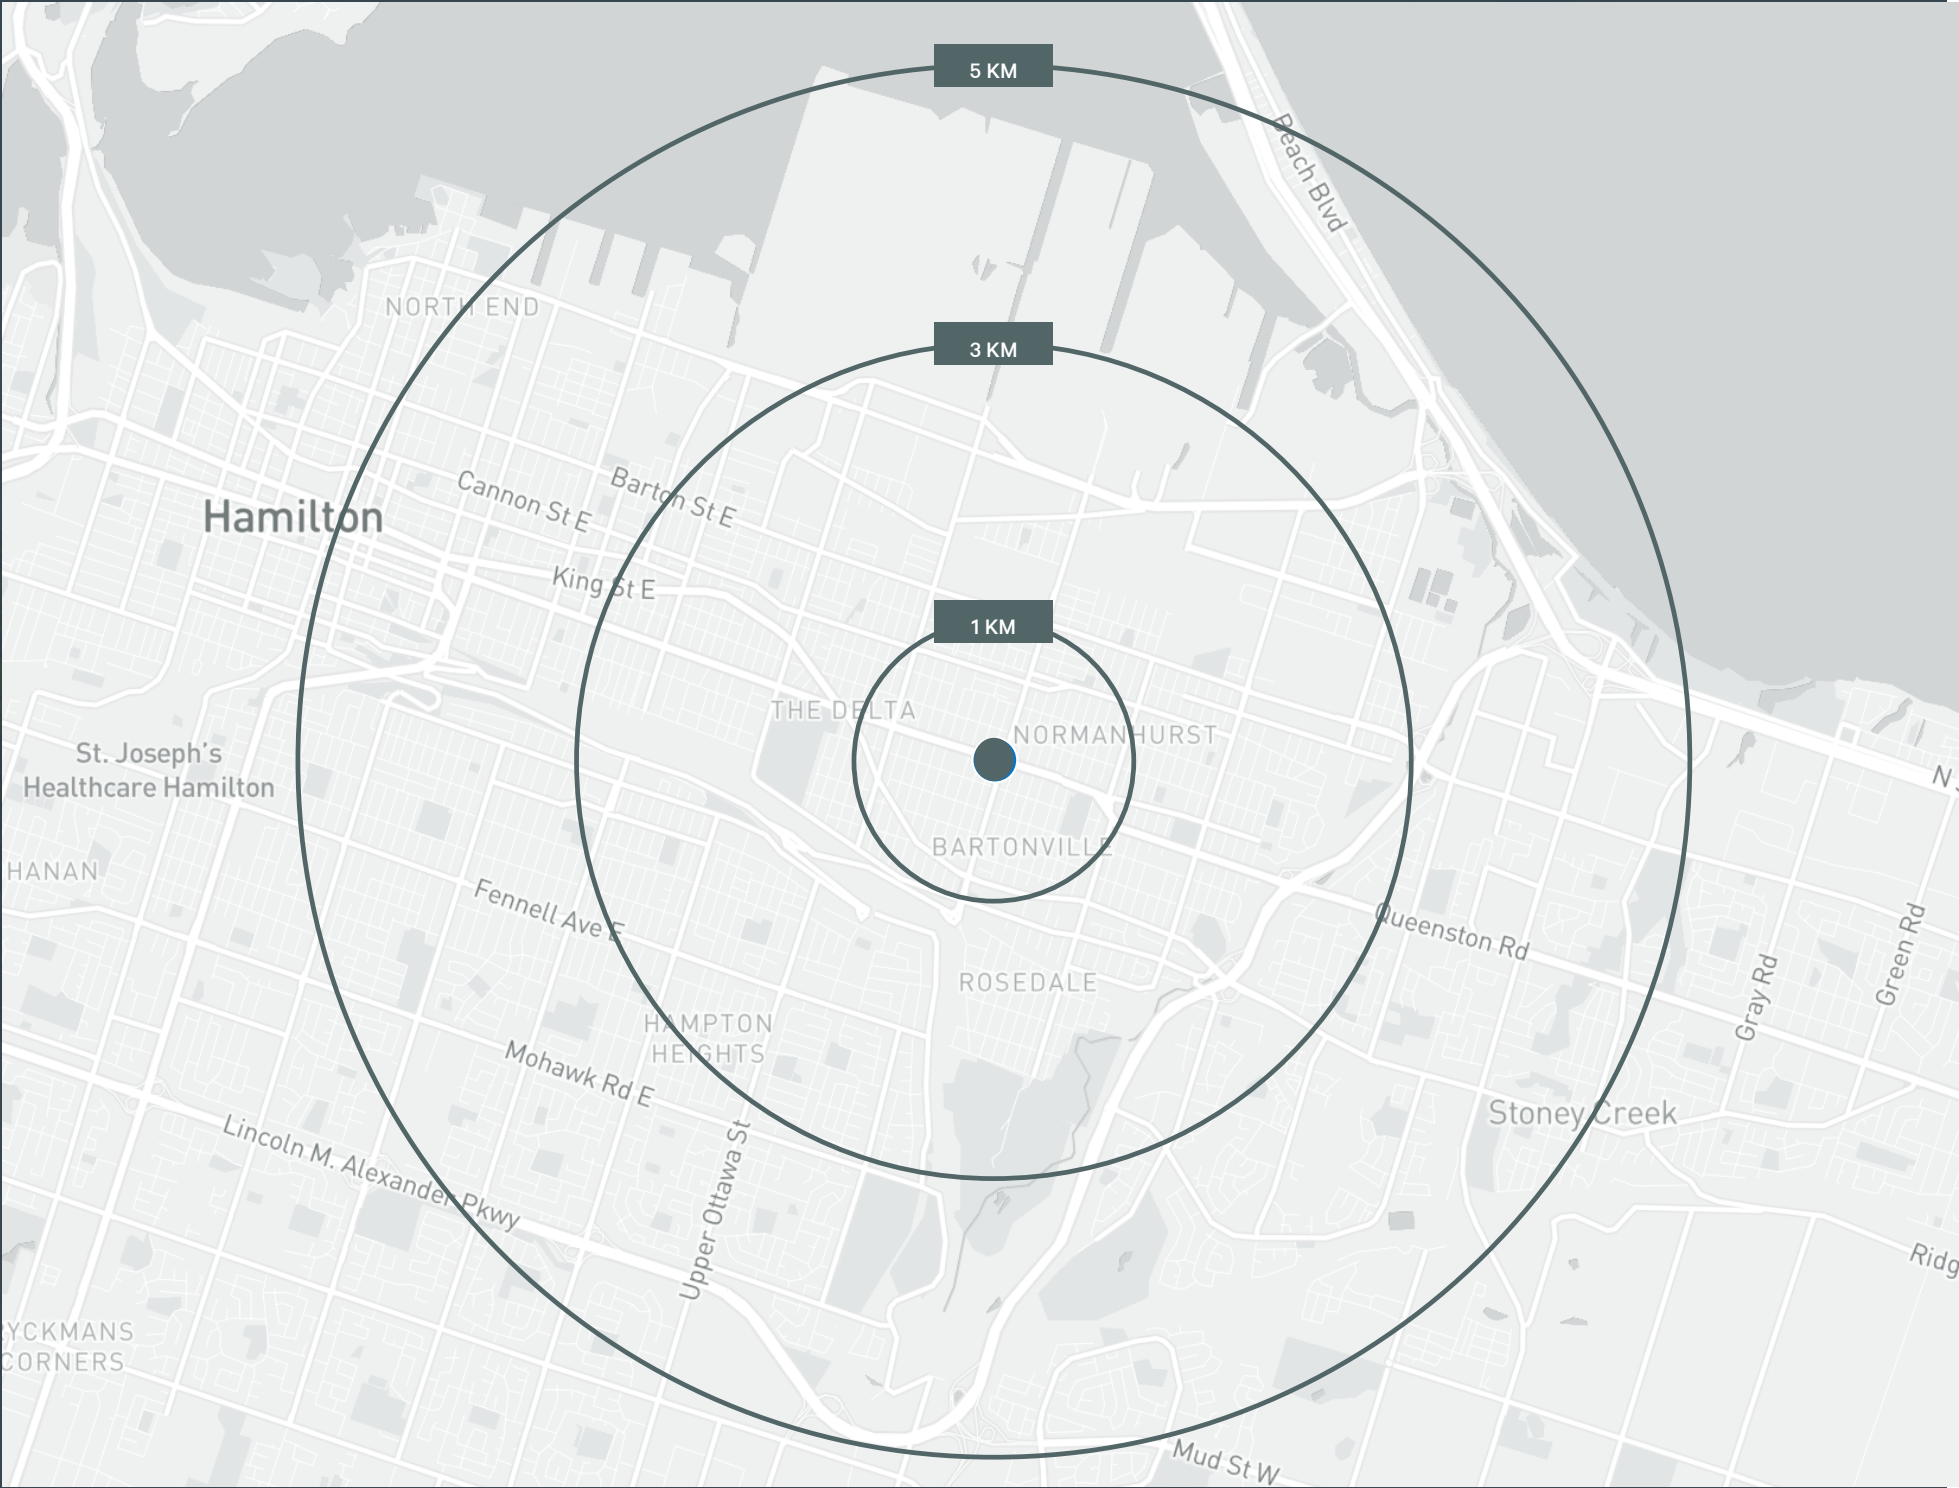 5 KM
Beach Blvd
NORTH END
3 KM
Cannon St E
Barton St E
Hamilton
King St E
1 KM
THE DELTA
NORMANHURST
St. Joseph's
Healthcare Hamilton
N
BARTONVILLE
HANAN
Fennell Ave E
Queenston Rd
Green Rd
Gray Rd
ROSEDALE
HAMPTON
HEIGHTS
Mohawk Rd E
Stoney Creek
Lincoln M. Alexander Pkwy
Upper Ottawa St
Ridg
RYCKMANS
CORNERS
Mud St W